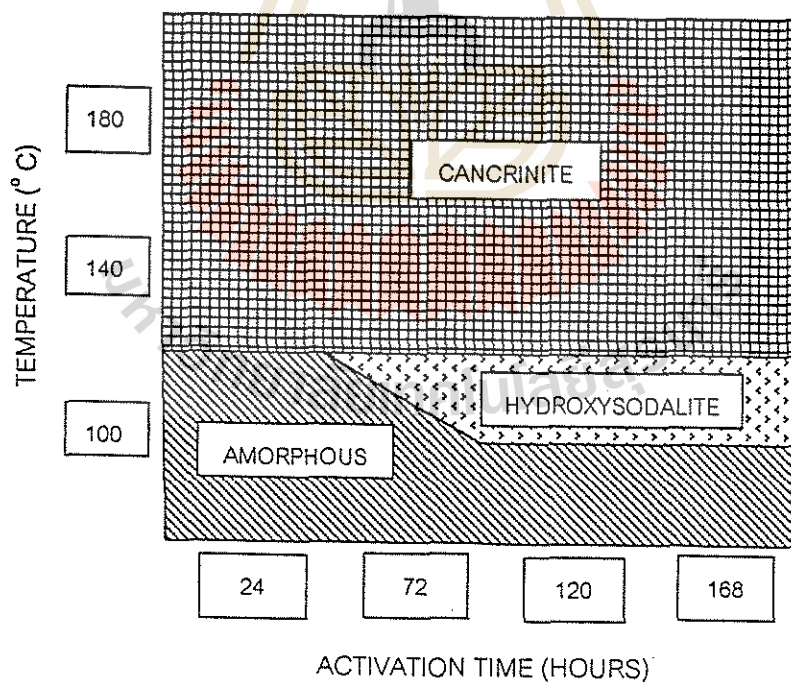 180
CANCRINITE
TEMPERATURE (° C)
140
HYDROXYSODALITE
100
AMORPHOUS
24
72
120
168
ACTIVATION TIME (HOURS)